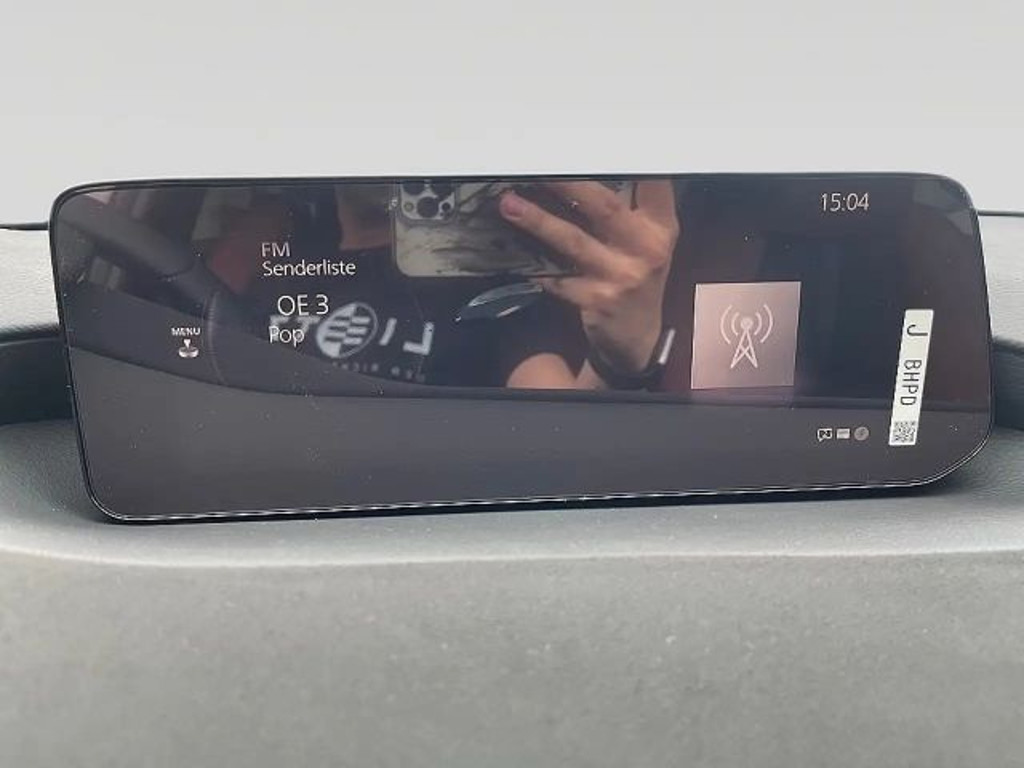 15:04
FM
Senderliste
OE 3
Pop
MENU
J BHPD